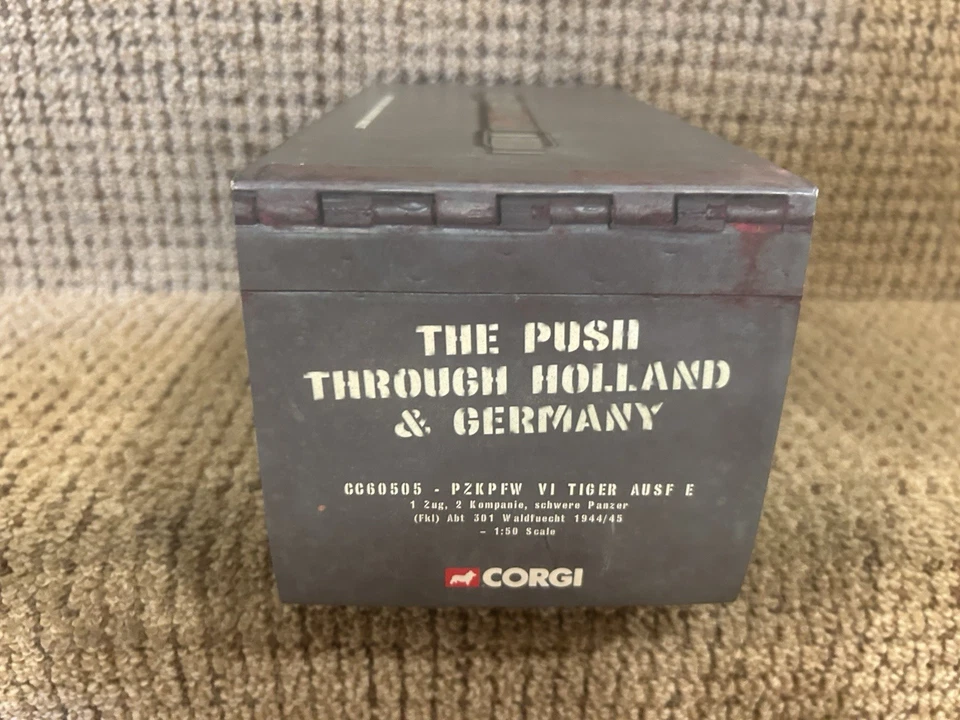 THE PUSH
THROUGH HOLLAND
& GERMANY
CC60505 - PZKPFW VI TIGER AUSF E
1 Zug, 2 Kompanie, schwere Panzer
(Fkl) Abt 301 Waldfuecht 1944/45
– 1:50 Scale
CORGI